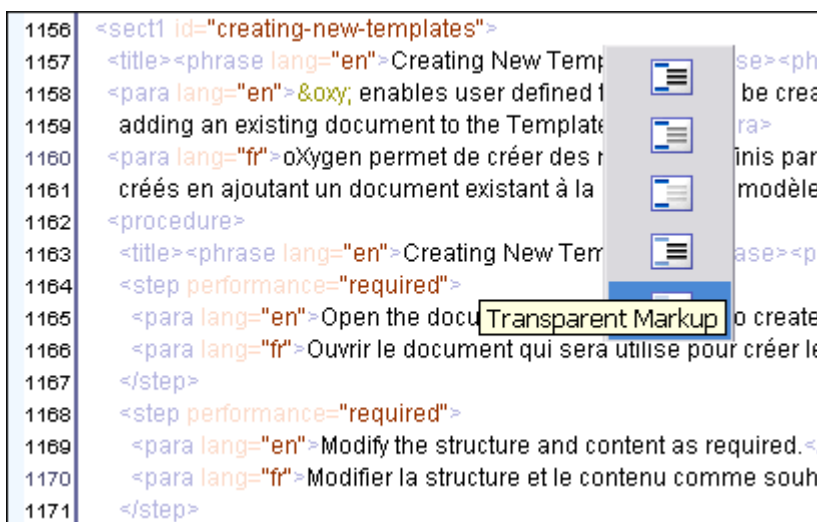 1156 <sect1 id="creating-new-templates">
1157 <title><phrase lang="en">Creating New Temp se><ph
1158 <para lang="en">&oxy; enables user defined t be crea
1159 adding an existing document to the Template ra>
1160 <para lang="fr">oXygen permet de créer des finis par
1161 créés en ajoutant un document existant à la modèle
1162 <procedure>
1163 <title><phrase lang="en">Creating New Tem ase><p
1164 <step performance="required">
1165 <para lang="en">Open the docu Transparent Markup o create
1166 <para lang="fr">Ouvrir le document qui sera utilisé pour créer le
1167 </step>
1168 <step performance="required">
1169 <para lang="en">Modify the structure and content as required.<
1170 <para lang="fr">Modifier la structure et le contenu comme souh
1171 </step>